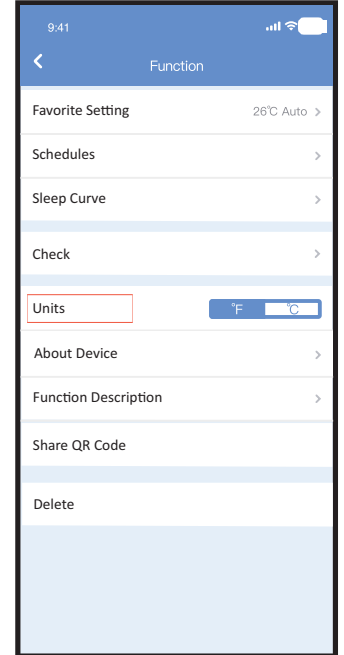 9:41
Function
Favorite Setting 26℃ Auto >
Schedules >
Sleep Curve >
Check >
Units ℉ ℃
About Device >
Function Description >
Share QR Code
Delete